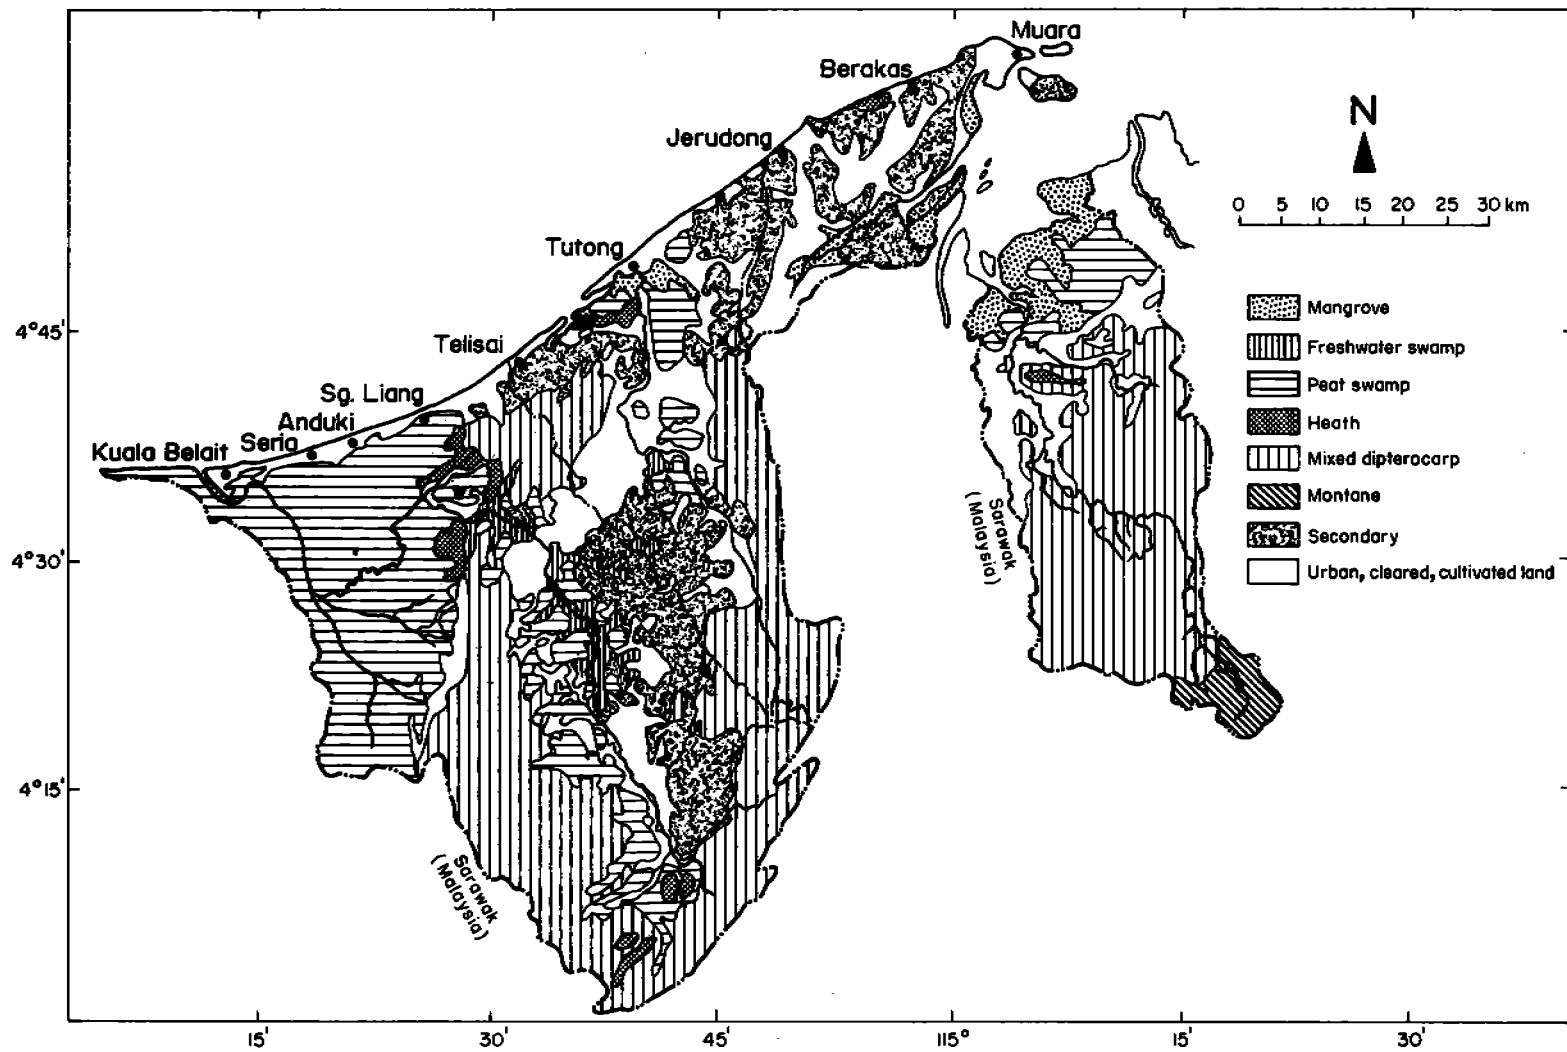 Muara
Berakas
Jerudong
Tutong
Telisai
Sg. Liang
Anduki
Seria
Kuala Belait
N
0 5 10 15 20 25 30 km
Mangrove
Freshwater swamp
Peat swamp
Heath
Mixed dipterocarp
Montane
Secondary
Urban, cleared, cultivated land
Sarawak
(Malaysia)
Sarawak
(Malaysia)
4°45'
4°30'
4°15'
15' 30' 45' 115° 15' 30'